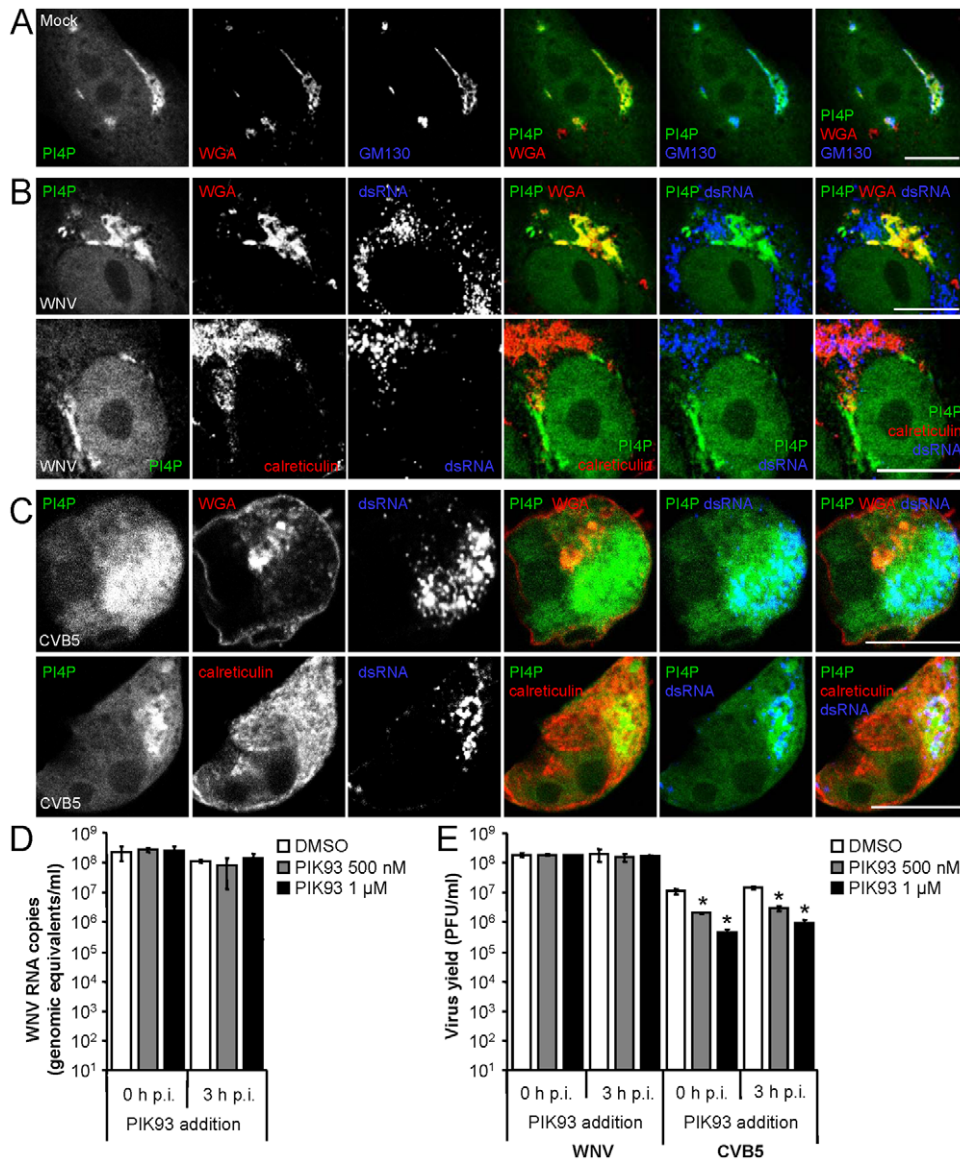 A
Mock
PI4P
WGA
GM130
PI4P
WGA
PI4P
GM130
PI4P
WGA
GM130
B
PI4P
WNV
WGA
dsRNA
PI4P WGA
PI4P dsRNA
PI4P WGA dsRNA
WNV
PI4P
calreticulin
dsRNA
PI4P
calreticulin
PI4P
dsRNA
PI4P
calreticulin
dsRNA
C
PI4P
CVB5
WGA
dsRNA
PI4P WGA
PI4P dsRNA
PI4P WGA dsRNA
PI4P
CVB5
calreticulin
dsRNA
PI4P
calreticulin
PI4P
dsRNA
PI4P
calreticulin
dsRNA
D
WNV RNA copies
(genomic equivalents/ml)
10⁹
10⁸
10⁷
10⁶
10⁵
10⁴
10³
10²
10¹
DMSO
PIK93 500 nM
PIK93 1 µM
0 h p.i.
3 h p.i.
PIK93 addition
E
Virus yield (PFU/ml)
10⁹
10⁸
10⁷
10⁶
10⁵
10⁴
10³
10²
10¹
DMSO
PIK93 500 nM
PIK93 1 µM
* * * *
0 h p.i.
3 h p.i.
0 h p.i.
3 h p.i.
PIK93 addition
PIK93 addition
WNV
CVB5